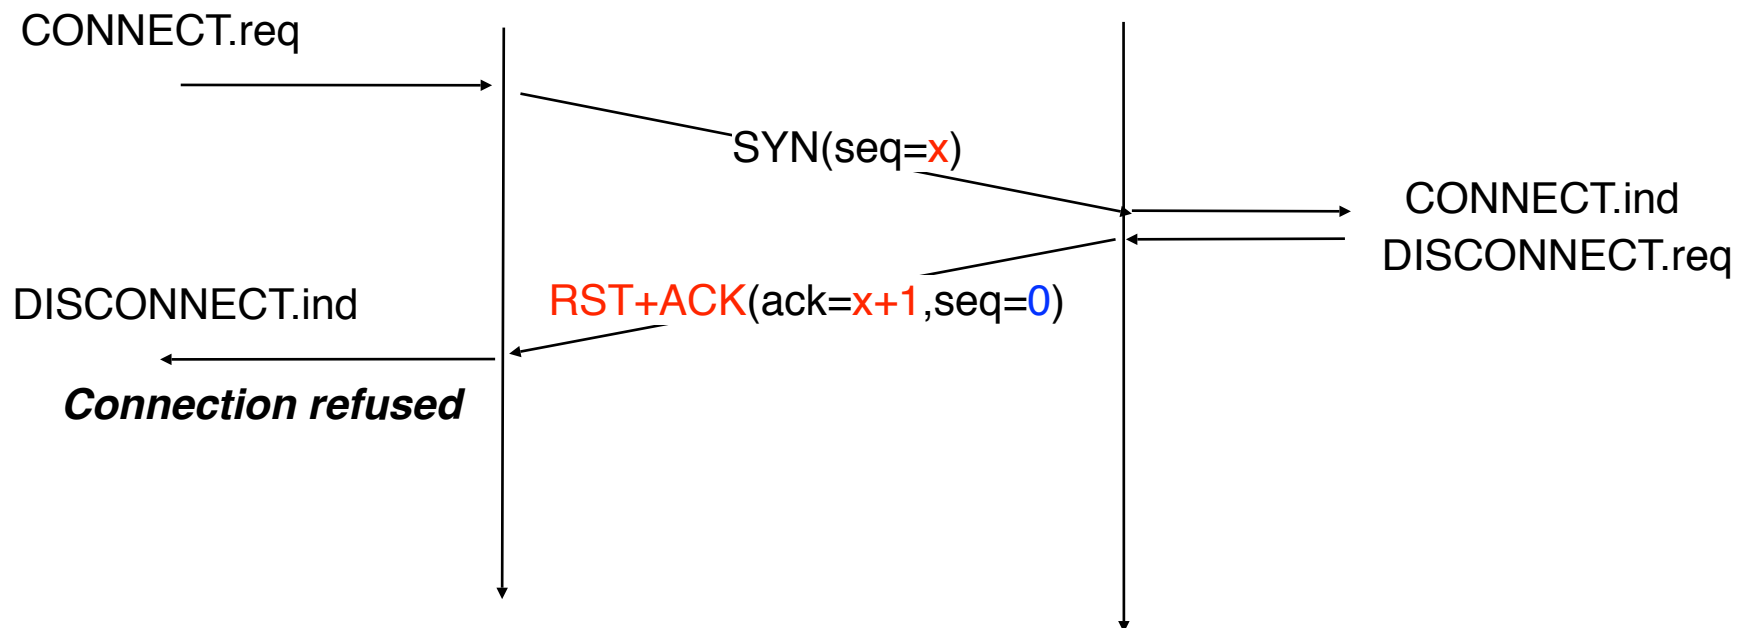 CONNECT.req
SYN(seq=x)
CONNECT.ind
DISCONNECT.req
DISCONNECT.ind
RST+ACK(ack=x+1,seq=0)
Connection refused